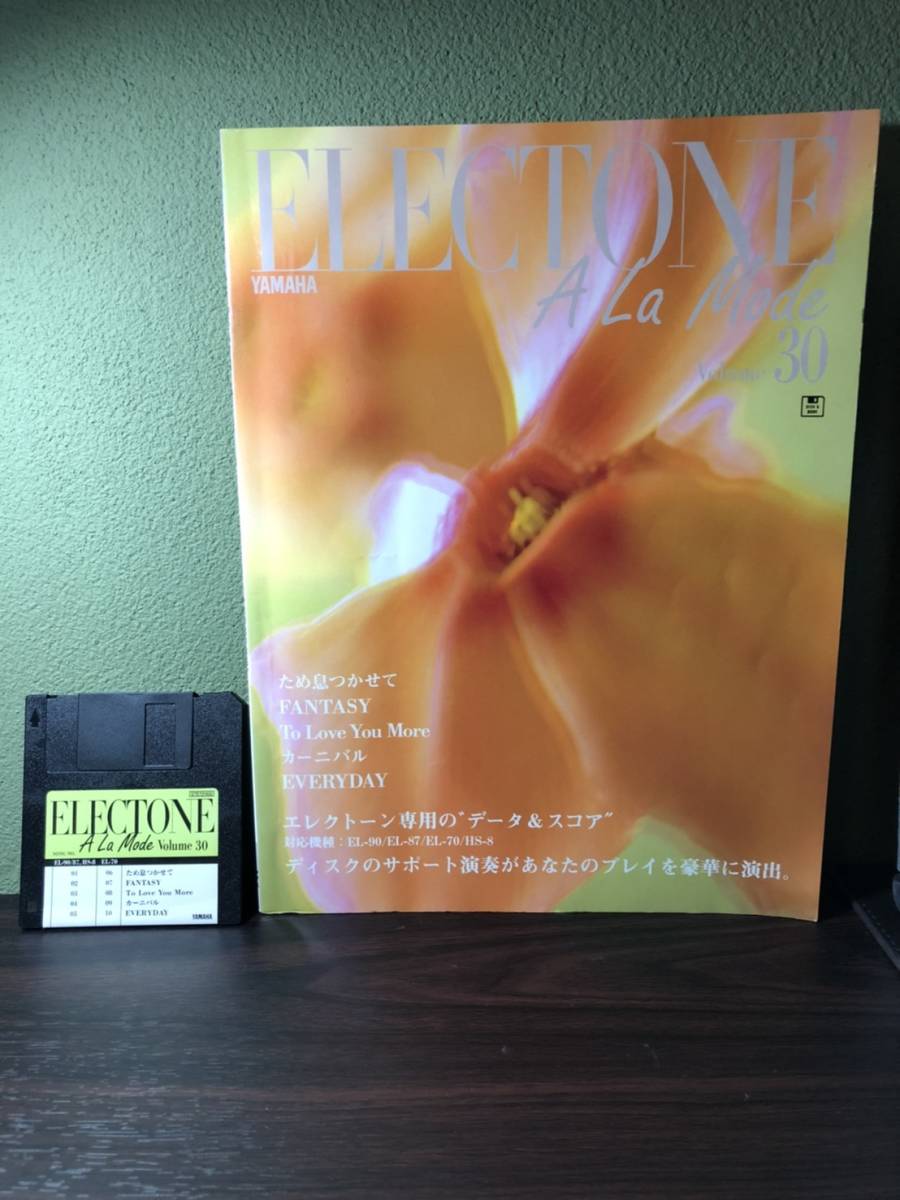 ELECTONE
YAMAHA
A La Mode
Volume 30
ため息つかせて
FANTASY
To Love You More
カーニバル
EVERYDAY
エレクトーン専用の“データ&スコア”
対応機種:EL-90/EL-87/EL-70/HS-8
ディスクのサポート演奏があなたのプレイを豪華に演出。
ELECTONE
A La Mode Volume 30
EL-90/87, HS-8 EL-70
01 06 ため息つかせて
02 07 FANTASY
03 08 To Love You More
04 09 カーニバル
05 10 EVERYDAY
YAMAHA